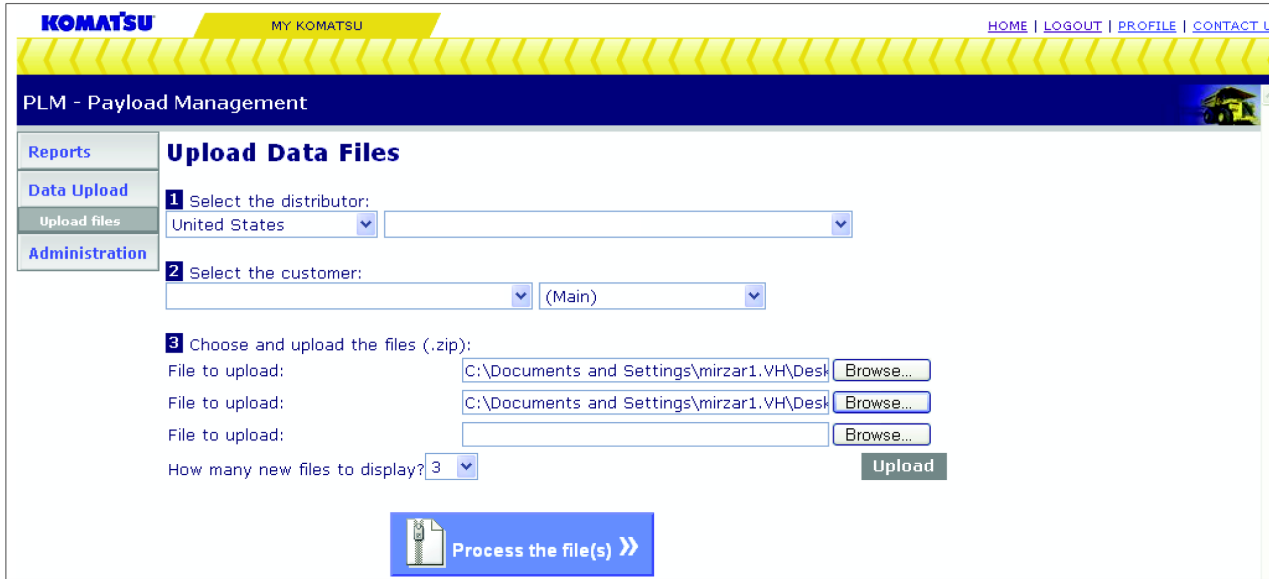 KOMATSU
MY KOMATSU
HOME | LOGOUT | PROFILE | CONTACT U
PLM - Payload Management
Reports
Data Upload
Upload files
Administration
Upload Data Files
1 Select the distributor:
United States
2 Select the customer:
(Main)
3 Choose and upload the files (.zip):
File to upload: C:\Documents and Settings\mirzar1.VH\Desk Browse...
File to upload: C:\Documents and Settings\mirzar1.VH\Desk Browse...
File to upload: Browse...
How many new files to display? 3 Upload
Process the file(s) »